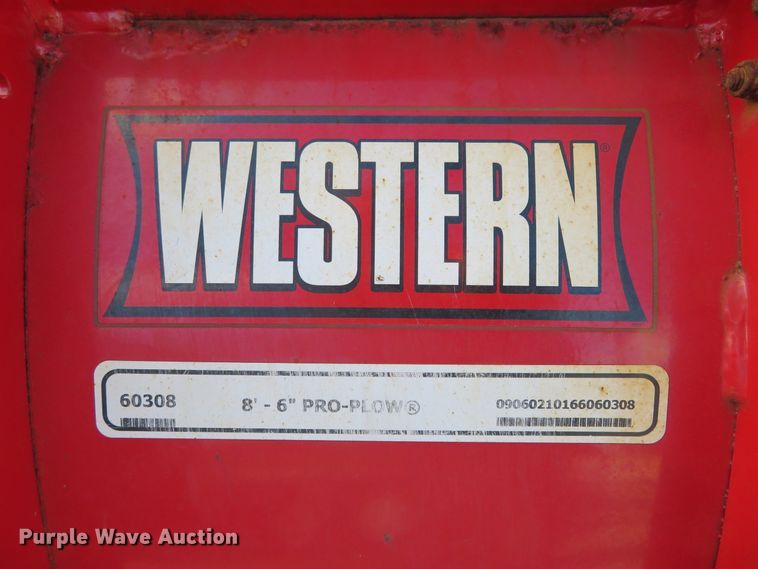 WESTERN®
60308 8' - 6" PRO-PLOW® 09060210166060308
Purple Wave Auction®